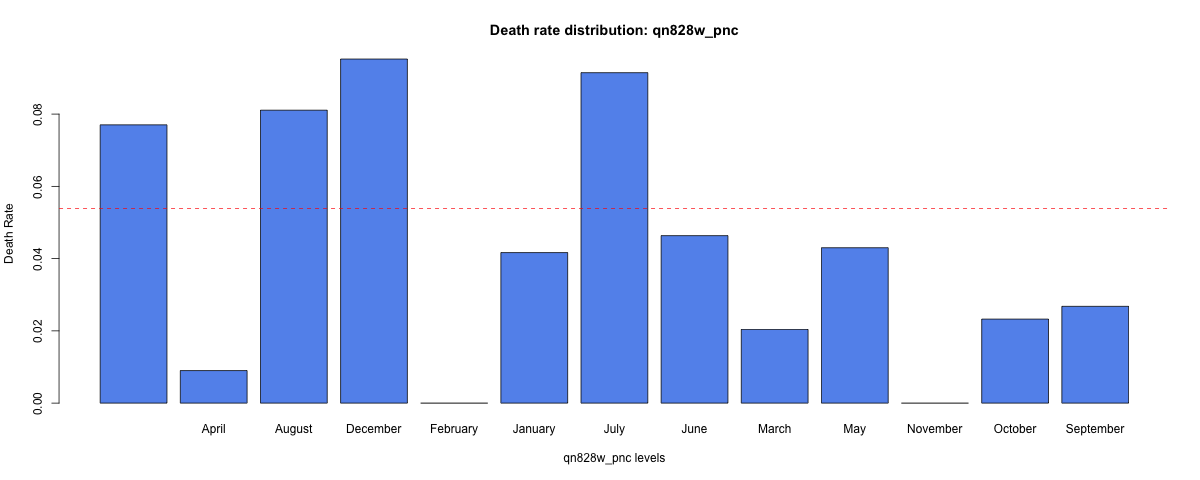 Death rate distribution: qn828w_pnc
Death Rate
0.08
0.06
0.04
0.02
0.00
April August December February January July June March May November October September
qn828w_pnc levels